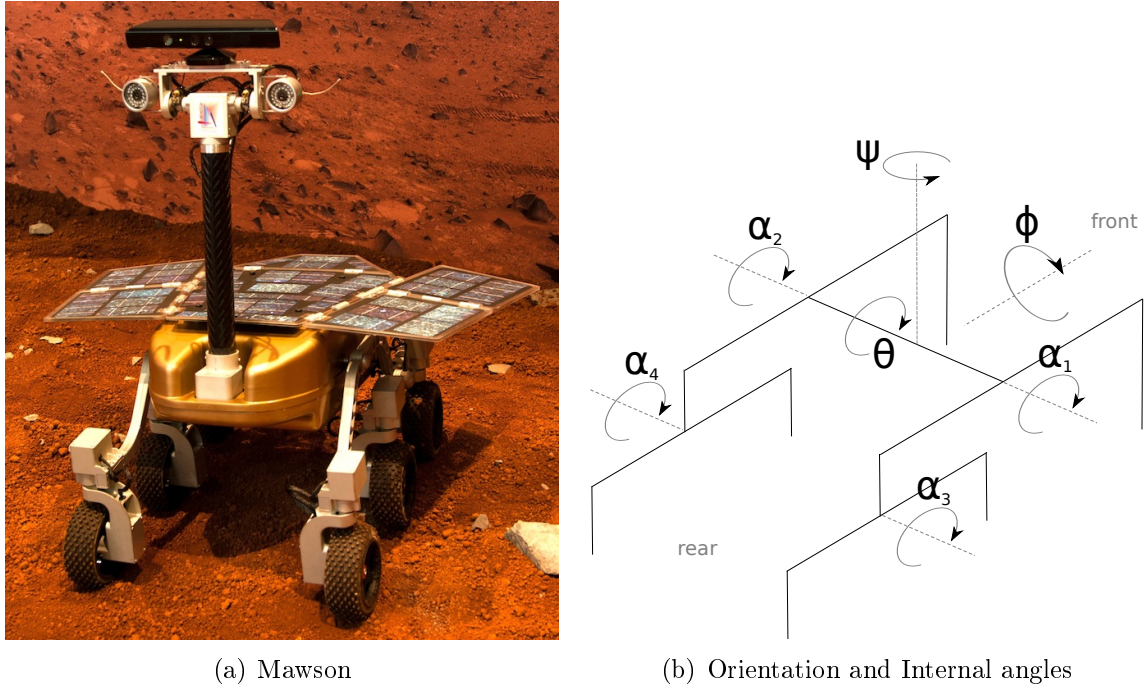 ψ
front
ϕ
α₂
θ
α₁
α₄
α₃
rear
(a) Mawson
(b) Orientation and Internal angles